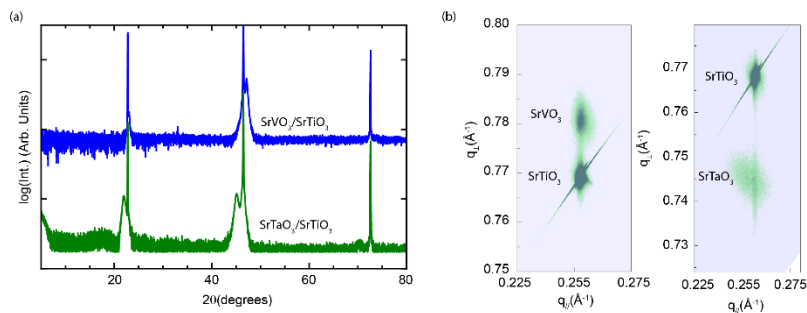 (a)
log(Int.) (Arb. Units)
SrVO₃/SrTiO₃
SrTaO₃/SrTiO₃
20
40
60
80
2θ(degrees)
(b)
q⊥(Å⁻¹)
0.80
0.79
0.78
0.77
0.76
0.75
SrVO₃
SrTiO₃
0.225
0.255
0.275
q//(Å⁻¹)
q⊥(Å⁻¹)
0.77
0.76
0.75
0.74
0.73
SrTiO₃
SrTaO₃
0.225
0.255
0.275
q//(Å⁻¹)